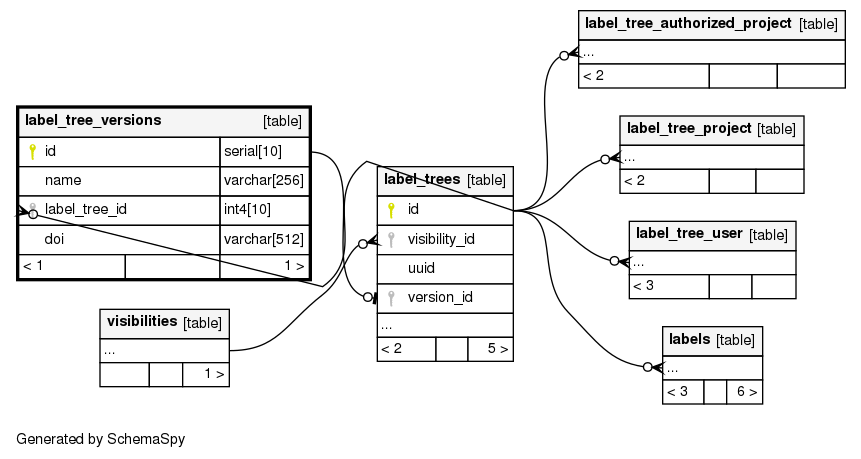 label_tree_versions [table]
id serial[10]
name varchar[256]
label_tree_id int4[10]
doi varchar[512]
< 1 1 >
visibilities [table]
...
1 >
label_trees [table]
id
visibility_id
uuid
version_id
...
< 2 5 >
label_tree_authorized_project [table]
...
< 2
label_tree_project [table]
...
< 2
label_tree_user [table]
...
< 3
labels [table]
...
< 3 6 >
Generated by SchemaSpy